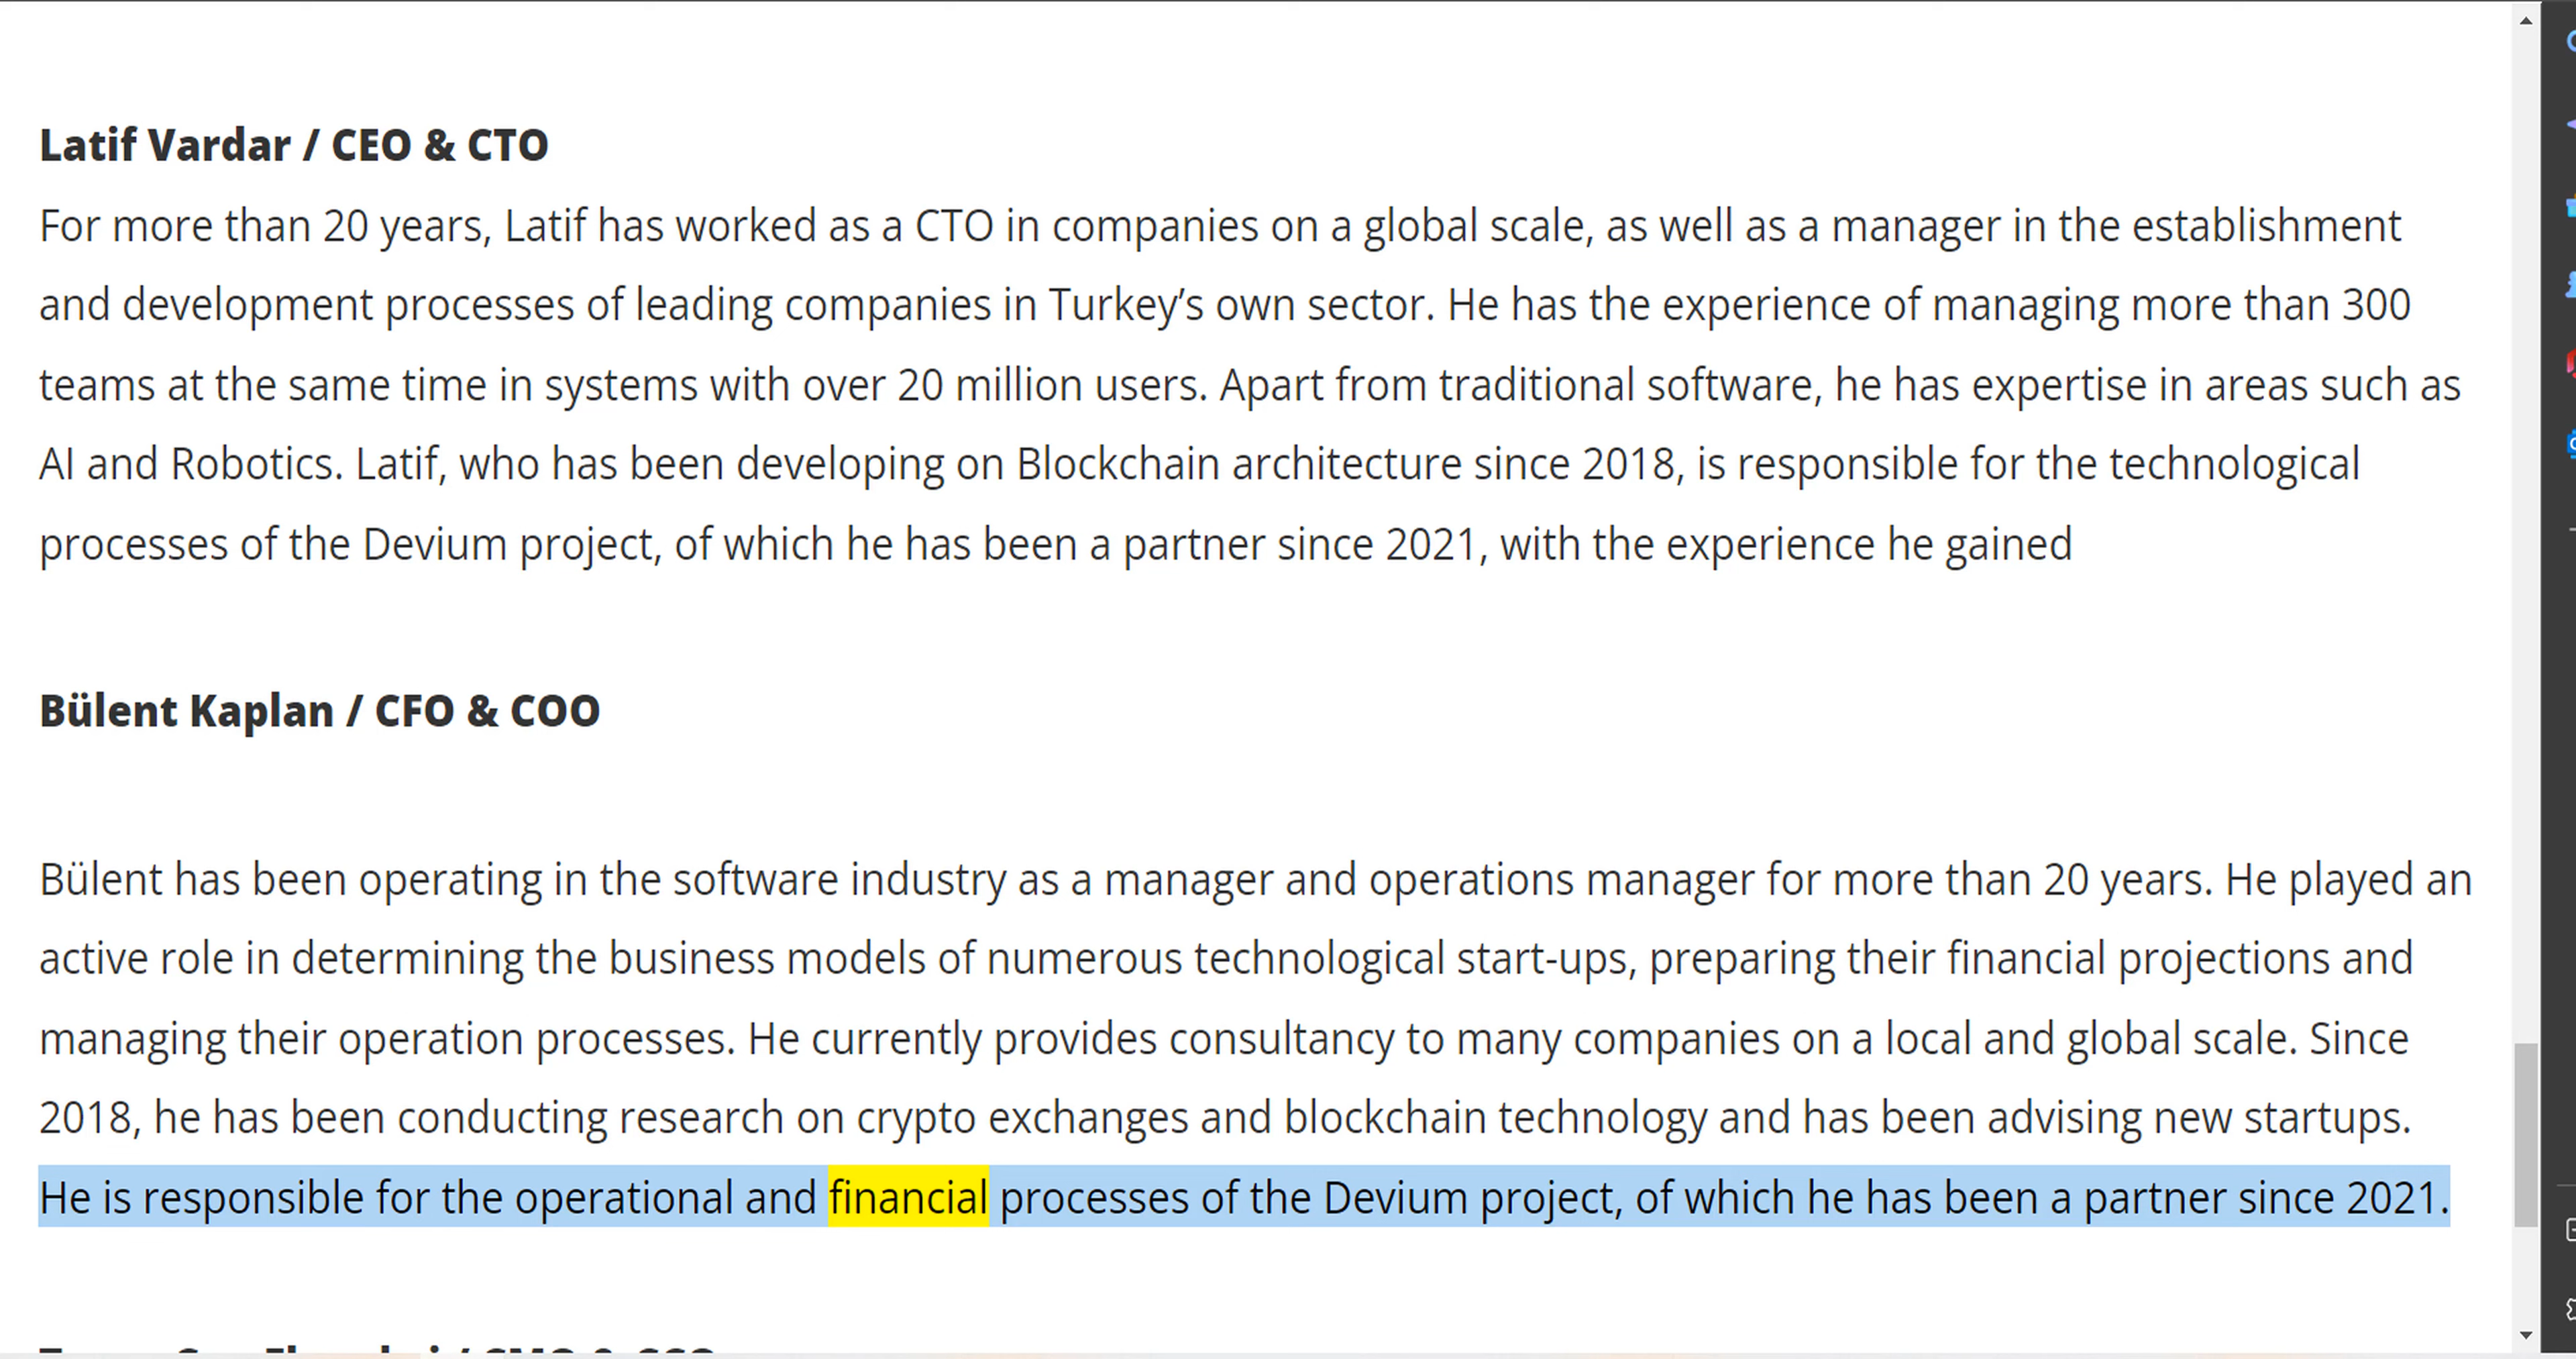 Latif Vardar / CEO & CTO
For more than 20 years, Latif has worked as a CTO in companies on a global scale, as well as a manager in the establishment
and development processes of leading companies in Turkey’s own sector. He has the experience of managing more than 300
teams at the same time in systems with over 20 million users. Apart from traditional software, he has expertise in areas such as
AI and Robotics. Latif, who has been developing on Blockchain architecture since 2018, is responsible for the technological
processes of the Devium project, of which he has been a partner since 2021, with the experience he gained
Bülent Kaplan / CFO & COO
Bülent has been operating in the software industry as a manager and operations manager for more than 20 years. He played an
active role in determining the business models of numerous technological start-ups, preparing their financial projections and
managing their operation processes. He currently provides consultancy to many companies on a local and global scale. Since
2018, he has been conducting research on crypto exchanges and blockchain technology and has been advising new startups.
He is responsible for the operational and financial processes of the Devium project, of which he has been a partner since 2021.